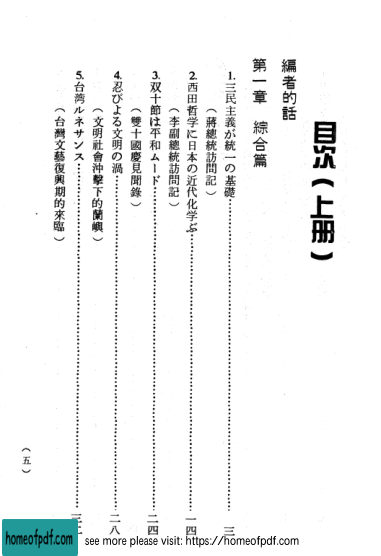 目次（上册）
編者的話
第一章　綜合篇
1.三民主義が統一の基礎……三
（蔣總統訪問記）
2.西田哲学に日本の近代化学ぶ……一四
（李副總統訪問記）
3.双十節は平和ムード……二四
（雙十國慶見聞錄）
4.忍びよる文明の渦……二八
（文明社會沖擊下的蘭嶼）
5.台湾ルネサンス……三二
（台灣文藝復興期的來臨）
（五）
homeofpdf.com
see more please visit: https://homeofpdf.com